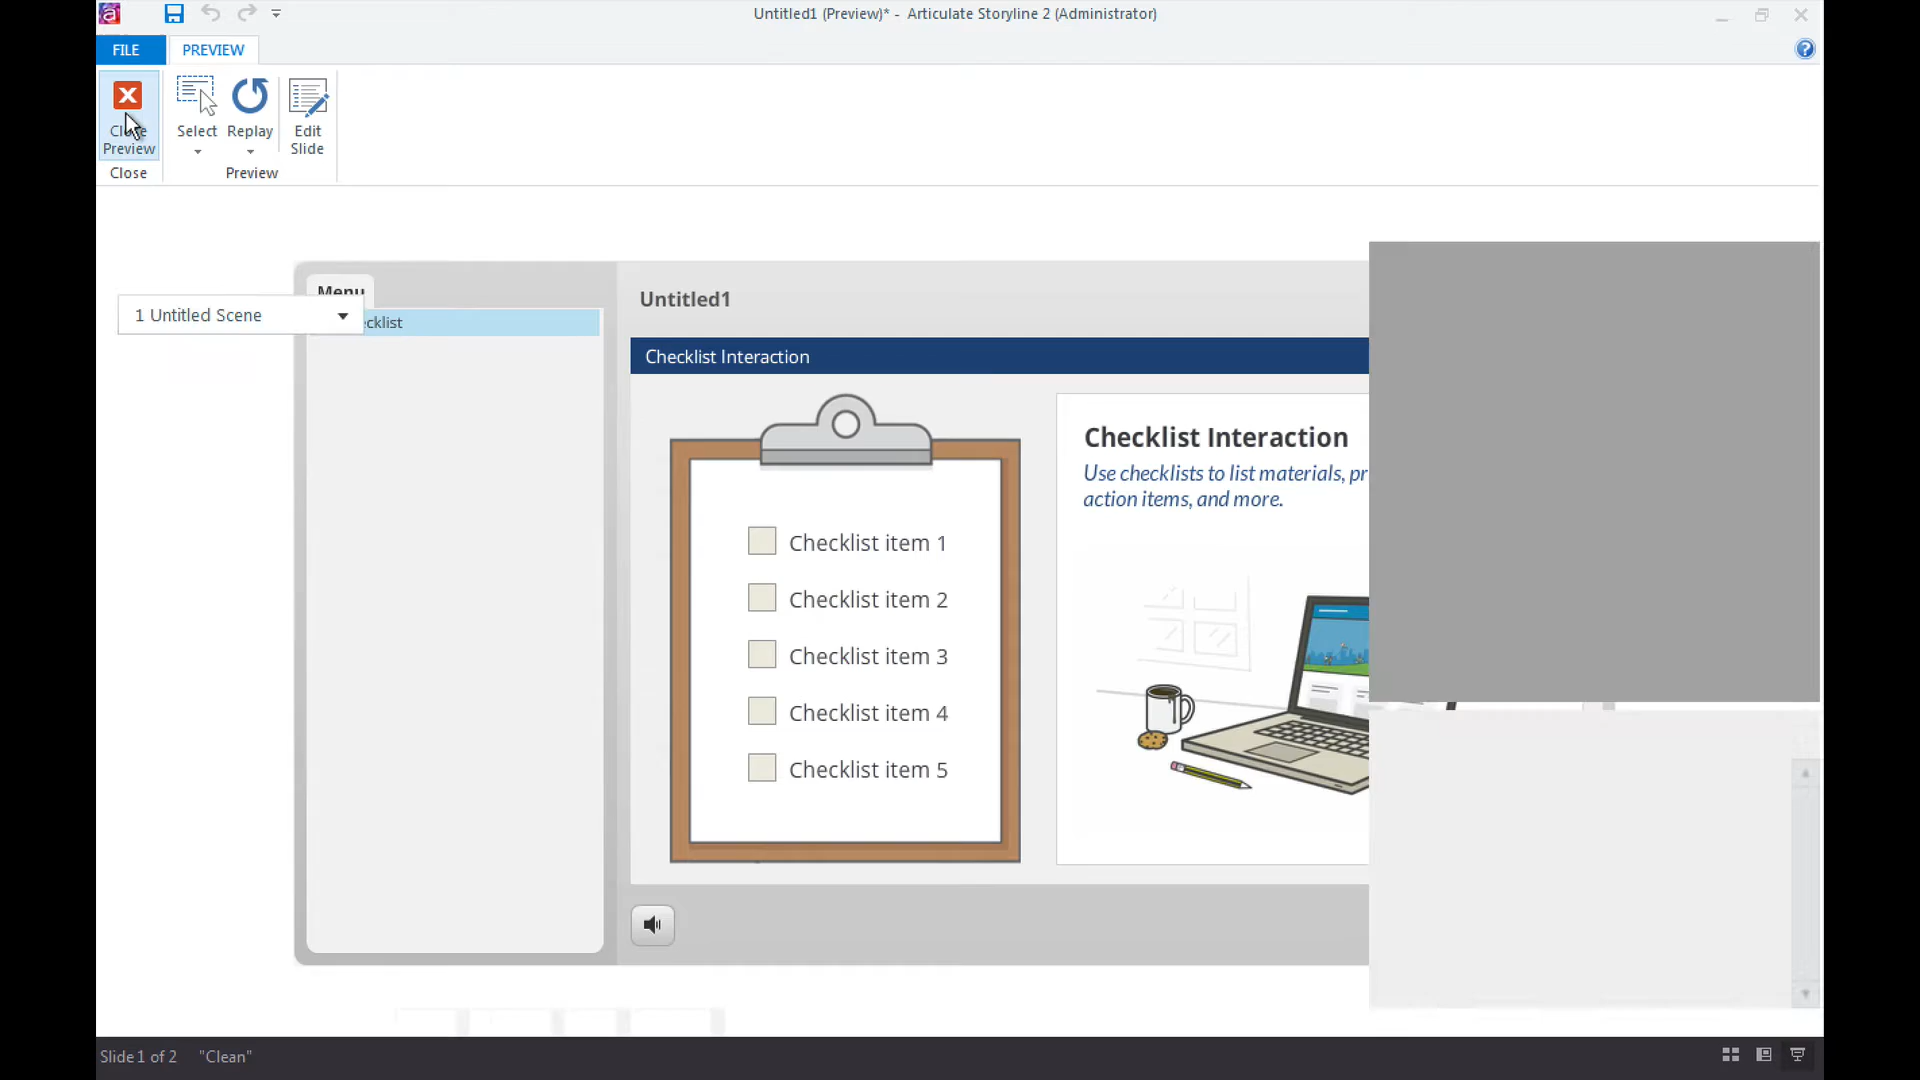 Untitled1 (Preview)* - Articulate Storyline 2 (Administrator)
FILE
PREVIEW
Close
Preview
Select
Replay
Edit
Slide
Close
Preview
Menu
1 Untitled Scene
cklist
Untitled1
Checklist Interaction
Checklist item 1
Checklist item 2
Checklist item 3
Checklist item 4
Checklist item 5
Checklist Interaction
Use checklists to list materials, pr
action items, and more.
Slide 1 of 2
"Clean"